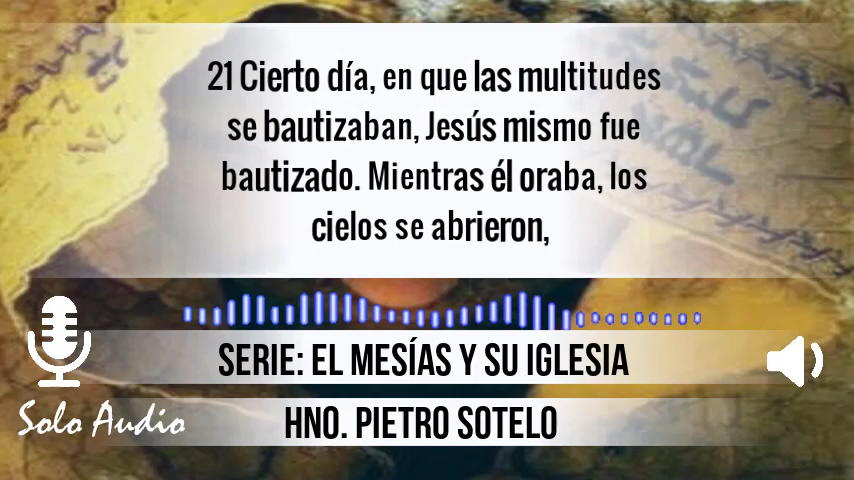 21 Cierto día, en que las multitudes
se bautizaban, Jesús mismo fue
bautizado. Mientras él oraba, los
cielos se abrieron,
SERIE: EL MESÍAS Y SU IGLESIA
Solo Audio
HNO. PIETRO SOTELO